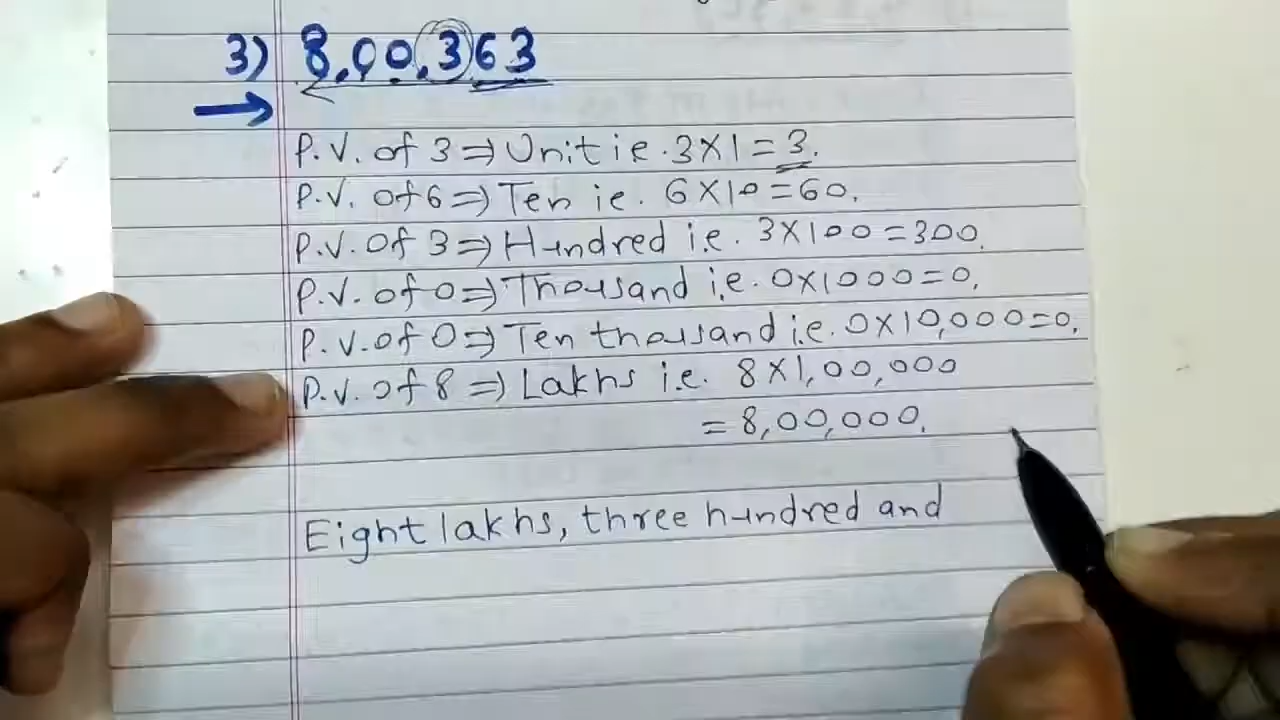 3) 8,00,363
P.V. of 3 ⇒ Unit ie. 3×1 = 3.
P.V. of 6 ⇒ Ten ie. 6×10 = 60.
P.V. of 3 ⇒ Hundred i.e. 3×100 = 300.
P.V. of 0 ⇒ Thousand i.e. 0×1000 = 0.
P.V. of 0 ⇒ Ten thousand i.e. 0×10,000 = 0.
P.V. of 8 ⇒ Lakhs i.e. 8×1,00,000
= 8,00,000.
Eight lakhs, three hundred and